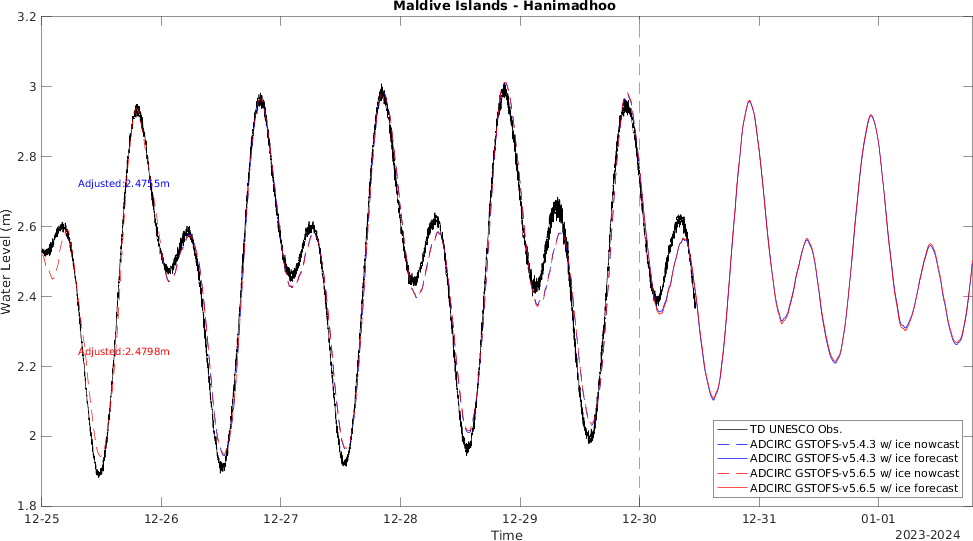 Maldive Islands - Hanimadhoo
3.2
3
2.8
2.6
2.4
2.2
2
1.8
Water Level (m)
Adjusted:2.4755m
Adjusted:2.4798m
TD UNESCO Obs.
ADCIRC GSTOFS-v5.4.3 w/ ice nowcast
ADCIRC GSTOFS-v5.4.3 w/ ice forecast
ADCIRC GSTOFS-v5.6.5 w/ ice nowcast
ADCIRC GSTOFS-v5.6.5 w/ ice forecast
12-25 12-26 12-27 12-28 12-29 12-30 12-31 01-01
Time
2023-2024